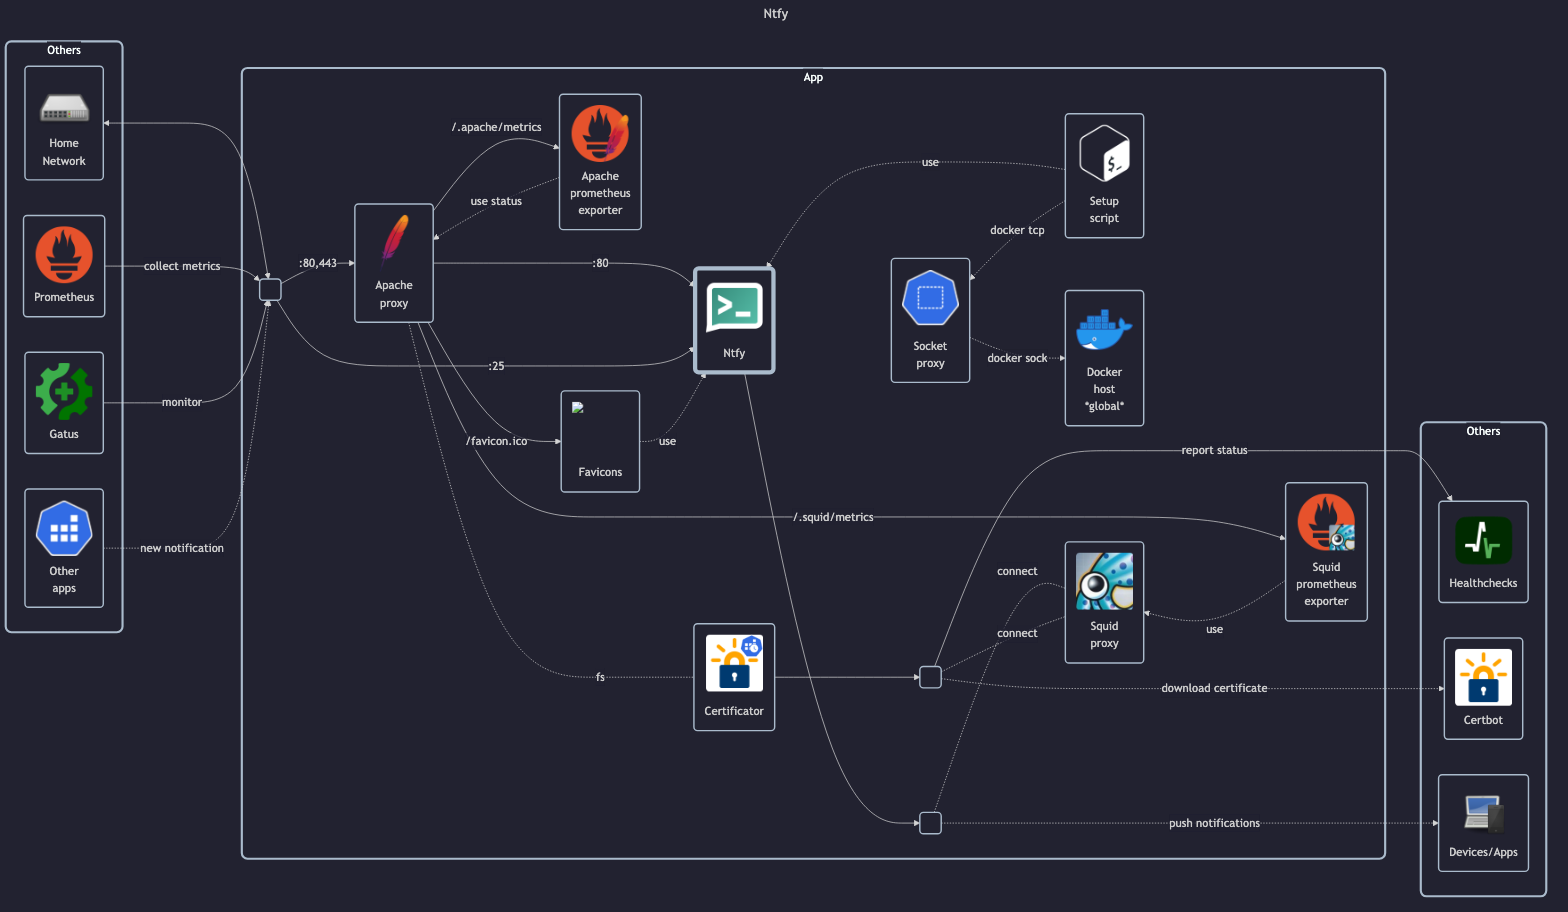 Ntfy
Others
Home
Network
Prometheus
Gatus
Other
apps
collect metrics
monitor
new notification
App
:80,443
Apache
proxy
/.apache/metrics
use status
Apache
prometheus
exporter
:80
:25
>_
Ntfy
/favicon.ico
Favicons
use
/.squid/metrics
fs
Certificator
use
$_
Setup
script
docker tcp
Socket
proxy
docker sock
Docker
host
*global*
report status
connect
connect
Squid
proxy
use
Squid
prometheus
exporter
download certificate
push notifications
Others
Healthchecks
Certbot
Devices/Apps